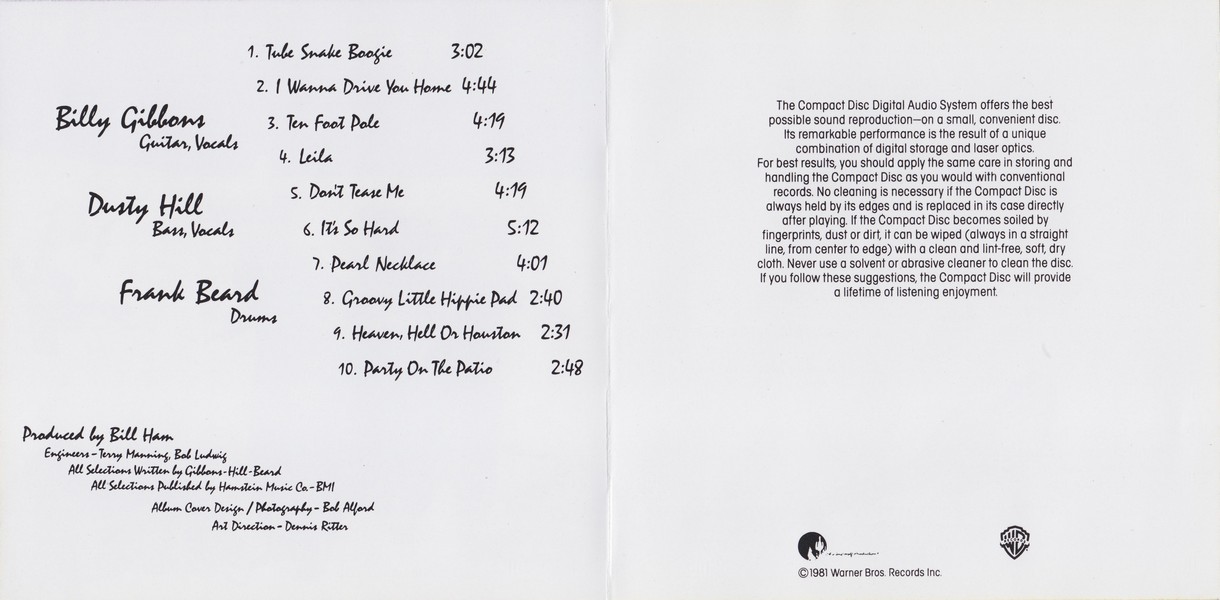 1. Tube Snake Boogie 3:02
2. I Wanna Drive You Home 4:44
3. Ten Foot Pole 4:19
4. Leila 3:13
5. Don't Tease Me 4:19
6. It's So Hard 5:12
7. Pearl Necklace 4:01
8. Groovy Little Hippie Pad 2:40
9. Heaven, Hell Or Houston 2:31
10. Party On The Patio 2:48
Billy Gibbons
Guitar, Vocals
Dusty Hill
Bass, Vocals
Frank Beard
Drums
Produced by Bill Ham
Engineers - Terry Manning, Bob Ludwig
All Selections Written by Gibbons-Hill-Beard
All Selections Published by Hamstein Music Co.-BMI
Album Cover Design / Photography - Bob Alford
Art Direction - Dennis Ritter
The Compact Disc Digital Audio System offers the best
possible sound reproduction—on a small, convenient disc.
Its remarkable performance is the result of a unique
combination of digital storage and laser optics.
For best results, you should apply the same care in storing and
handling the Compact Disc as you would with conventional
records. No cleaning is necessary if the Compact Disc is
always held by its edges and is replaced in its case directly
after playing. If the Compact Disc becomes soiled by
fingerprints, dust or dirt, it can be wiped (always in a straight
line, from center to edge) with a clean and lint-free, soft, dry
cloth. Never use a solvent or abrasive cleaner to clean the disc.
If you follow these suggestions, the Compact Disc will provide
a lifetime of listening enjoyment.
WB
©1981 Warner Bros. Records Inc.